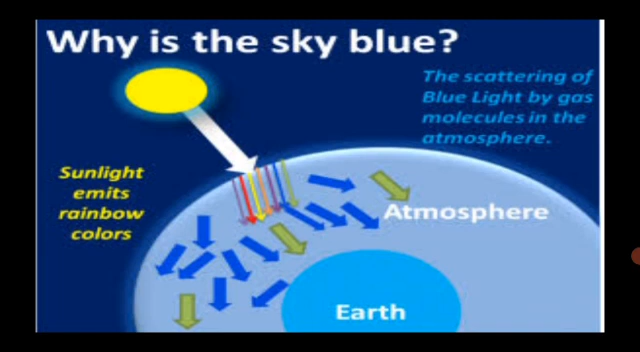 Why is the sky blue?
The scattering of
Blue Light by gas
molecules in the
atmosphere.
Sunlight
emits
rainbow
colors
Atmosphere
Earth